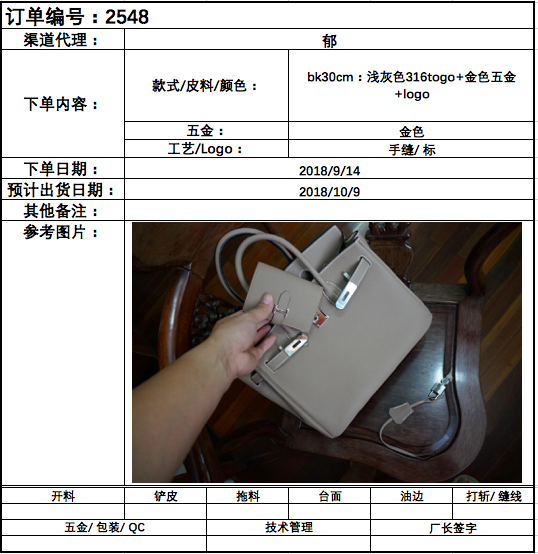 订单编号：2548
渠道代理： 郁
下单内容： 款式/皮料/颜色： bk30cm：浅灰色316togo+金色五金
+logo
五金： 金色
工艺/Logo： 手缝/ 标
下单日期： 2018/9/14
预计出货日期： 2018/10/9
其他备注：
参考图片：
开料 铲皮 拖料 台面 油边 打斩/ 缝线
五金/ 包装/ QC 技术管理 厂长签字